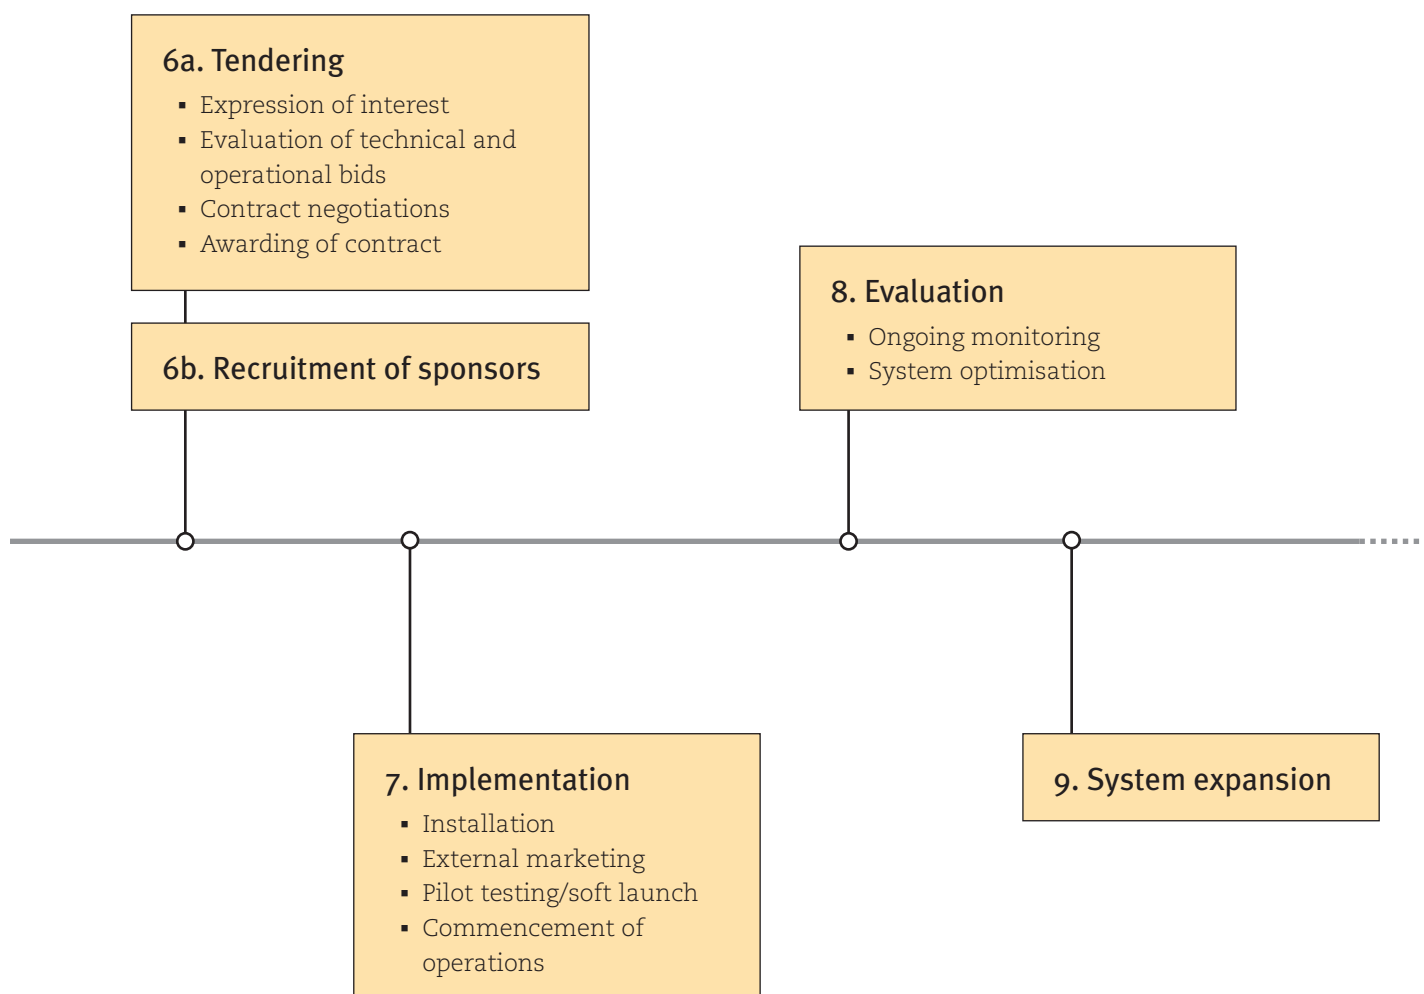 6a. Tendering
▪ Expression of interest
▪ Evaluation of technical and
operational bids
▪ Contract negotiations
▪ Awarding of contract
6b. Recruitment of sponsors
7. Implementation
▪ Installation
▪ External marketing
▪ Pilot testing/soft launch
▪ Commencement of
operations
8. Evaluation
▪ Ongoing monitoring
▪ System optimisation
9. System expansion